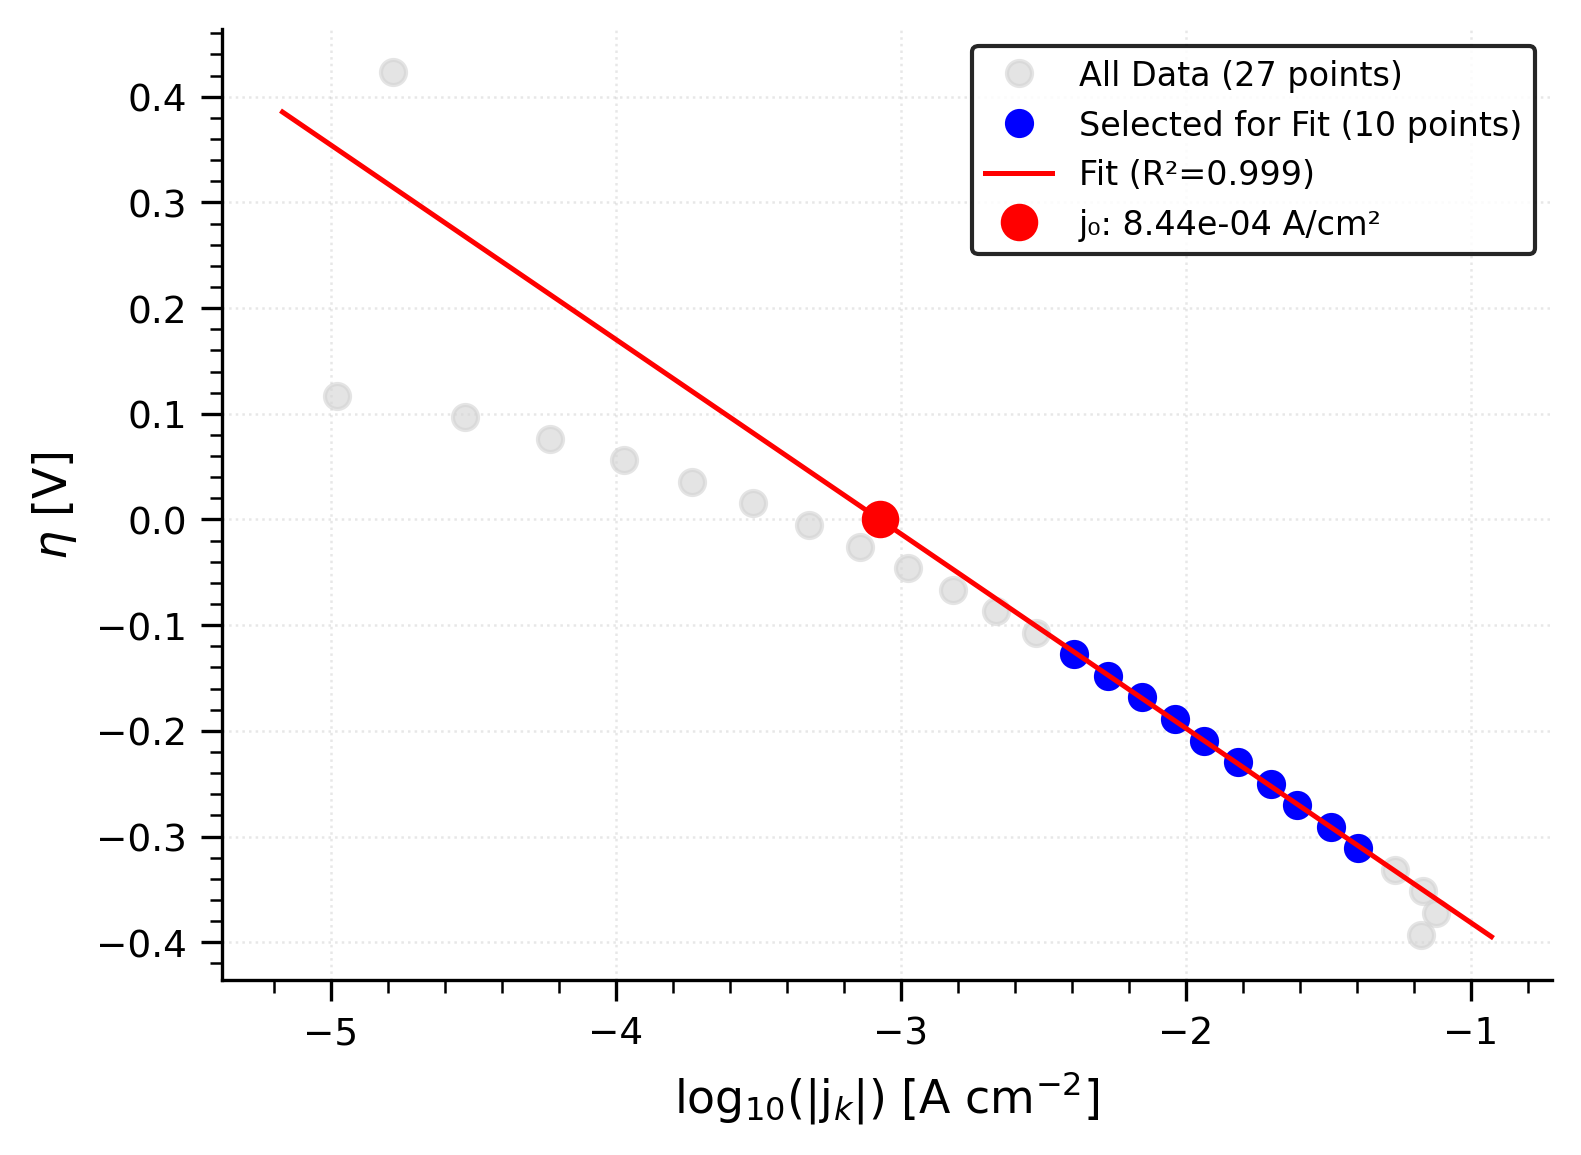 All Data (27 points)
Selected for Fit (10 points)
Fit (R²=0.999)
j₀: 8.44e-04 A/cm²
η [V]
0.4
0.3
0.2
0.1
0.0
−0.1
−0.2
−0.3
−0.4
−5 −4 −3 −2 −1
log₁₀(|jₖ|) [A cm⁻²]